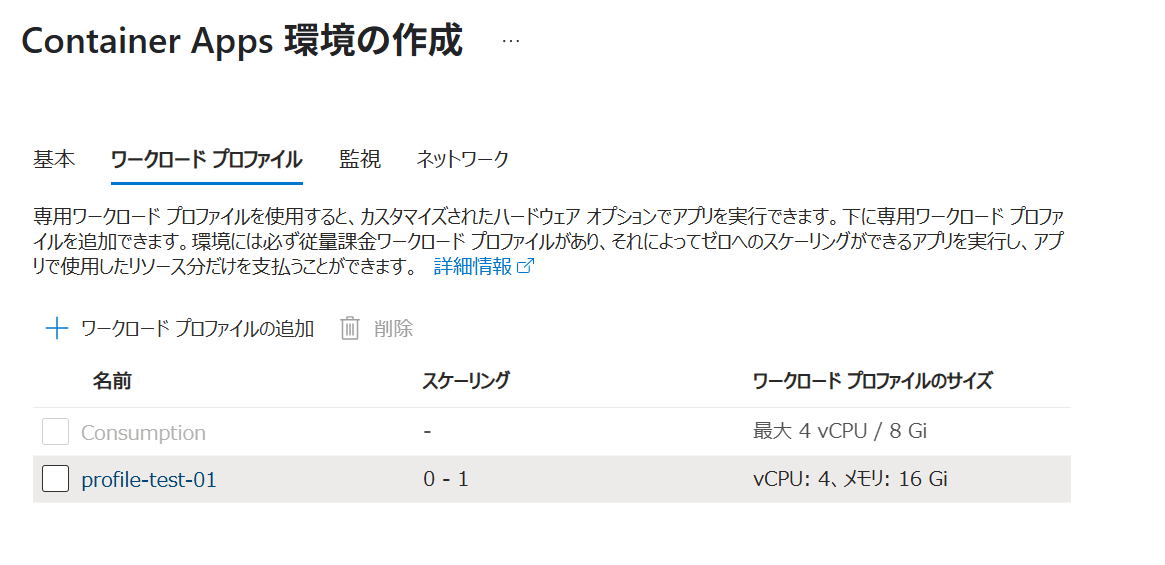 Container Apps 環境の作成 …
基本 ワークロード プロファイル 監視 ネットワーク
専用ワークロード プロファイルを使用すると、カスタマイズされたハードウェア オプションでアプリを実行できます。下に専用ワークロード プロファ
イルを追加できます。環境には必ず従量課金ワークロード プロファイルがあり、それによってゼロへのスケーリングができるアプリを実行し、アプ
リで使用したリソース分だけを支払うことができます。 詳細情報
ワークロード プロファイルの追加 削除
名前 スケーリング ワークロード プロファイルのサイズ
Consumption - 最大 4 vCPU / 8 Gi
profile-test-01 0 - 1 vCPU: 4、メモリ: 16 Gi